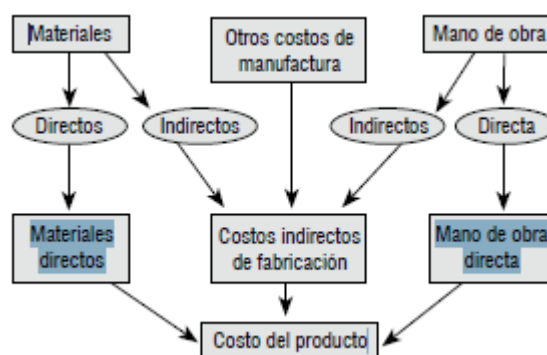 Materiales
Otros costos de
manufactura
Mano de obra
Directos
Indirectos
Indirectos
Directa
Materiales
directos
Costos indirectos
de fabricación
Mano de obra
directa
Costo del producto